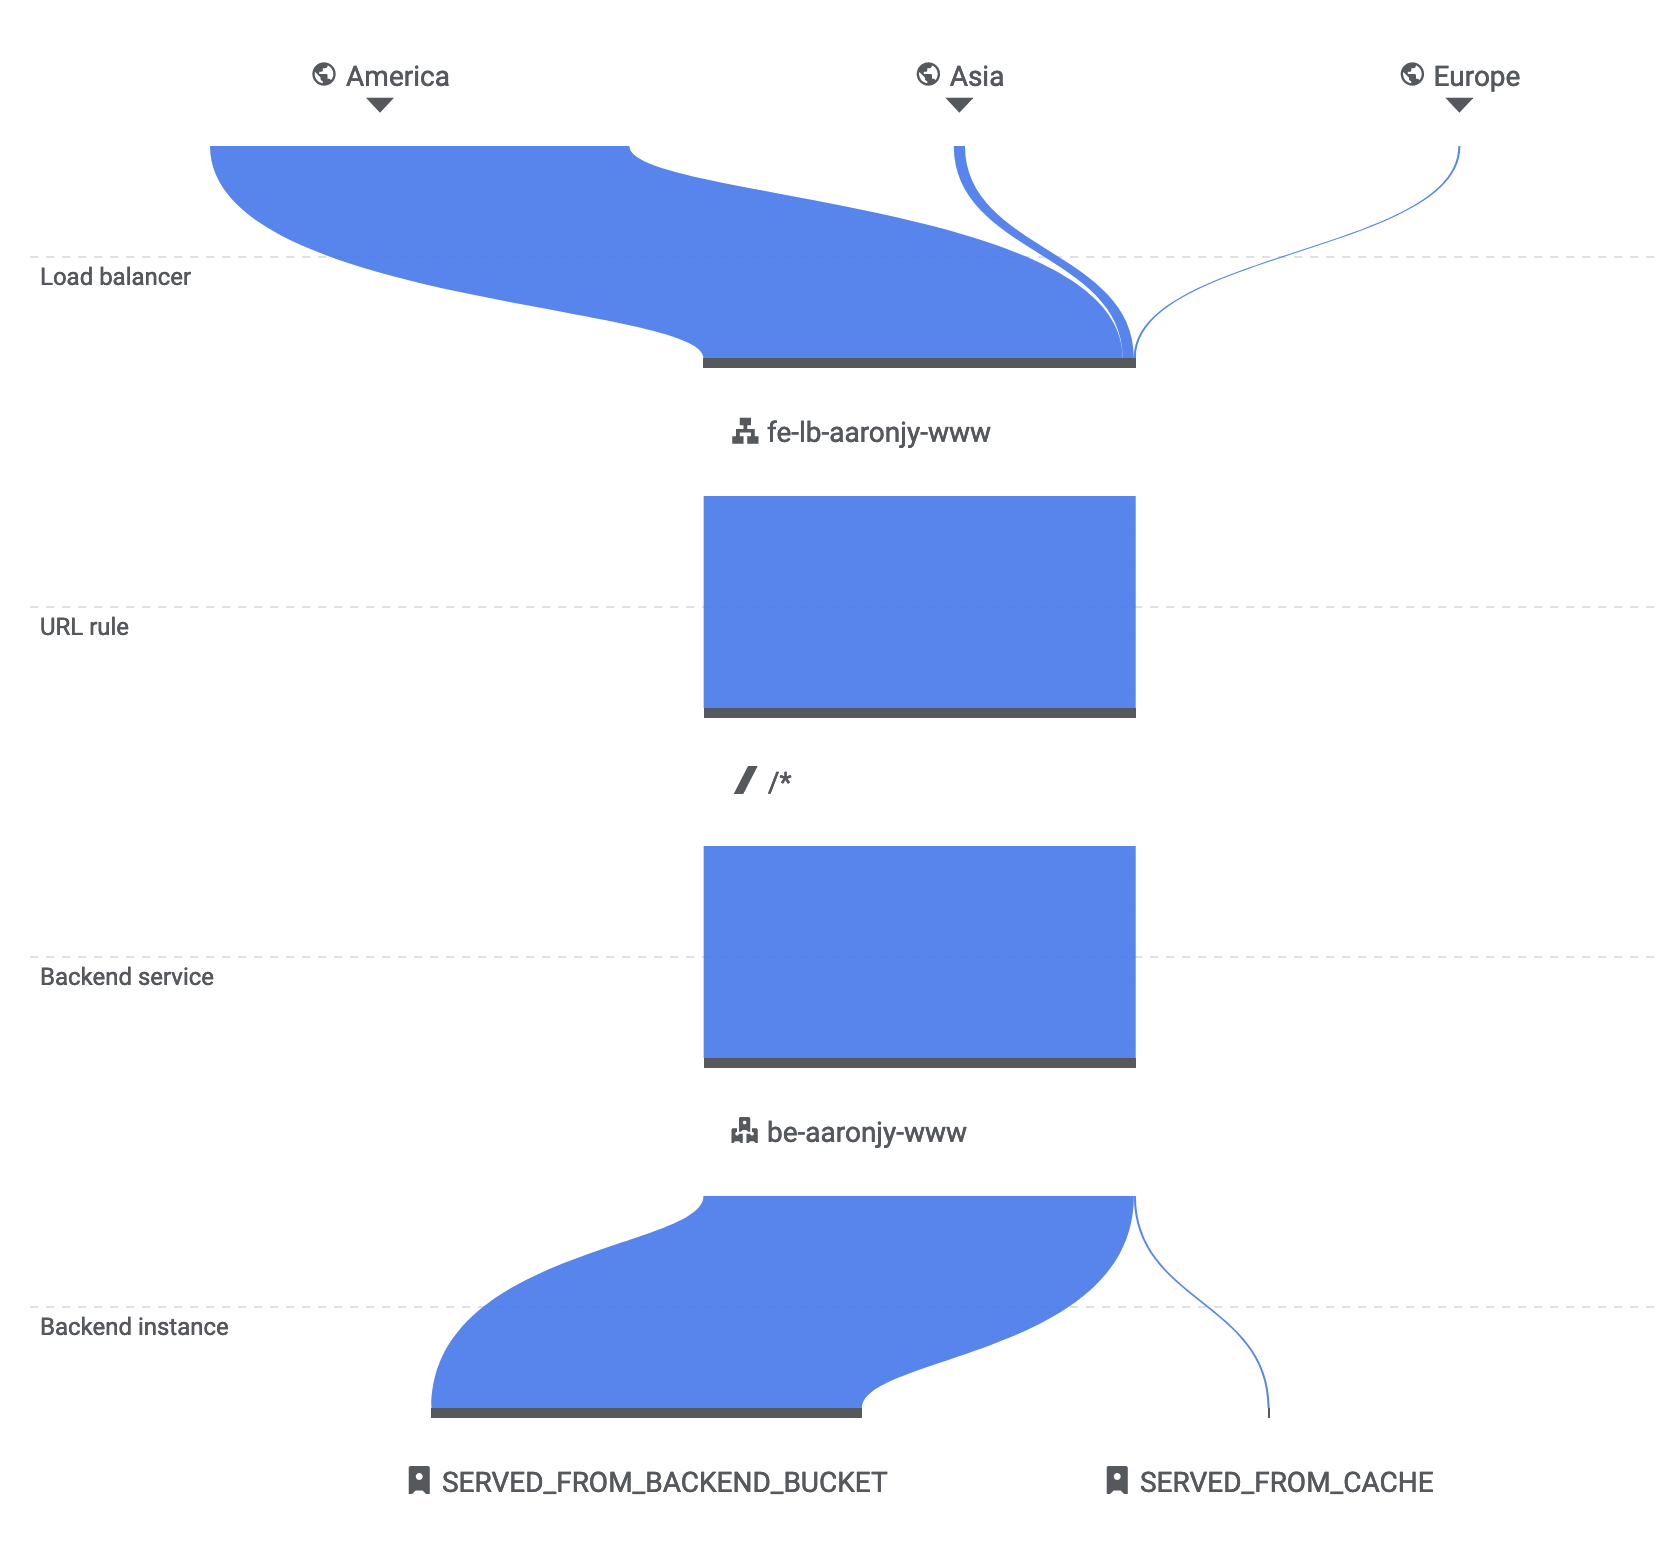 America
Asia
Europe
Load balancer
fe-lb-aaronjy-www
URL rule
/*
Backend service
be-aaronjy-www
Backend instance
SERVED_FROM_BACKEND_BUCKET
SERVED_FROM_CACHE